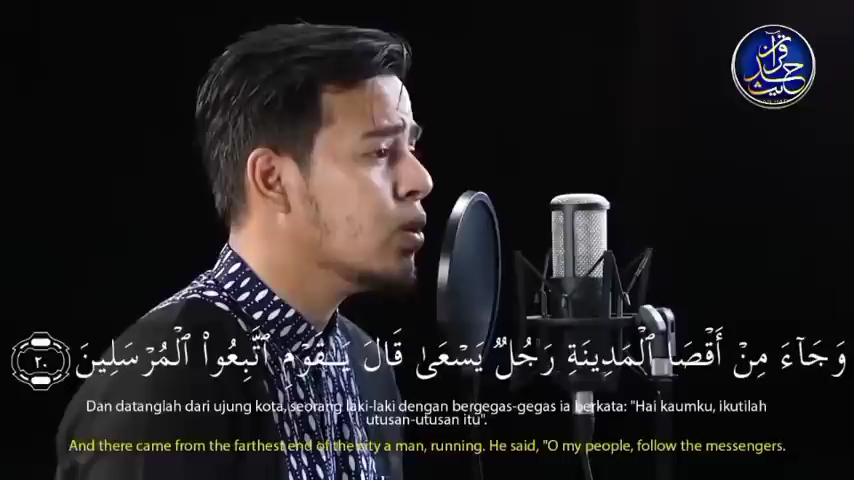 قرآن
حديث
وَجَآءَ مِنْ أَقْصَا ٱلْمَدِينَةِ رَجُلٌ يَسْعَىٰ قَالَ يَـٰقَوْمِ ٱتَّبِعُوا۟ ٱلْمُرْسَلِينَ ٢٠
Dan datanglah dari ujung kota, seorang laki-laki dengan bergegas-gegas ia berkata: "Hai kaumku, ikutilah
utusan-utusan itu".
And there came from the farthest end of the city a man, running. He said, "O my people, follow the messengers.